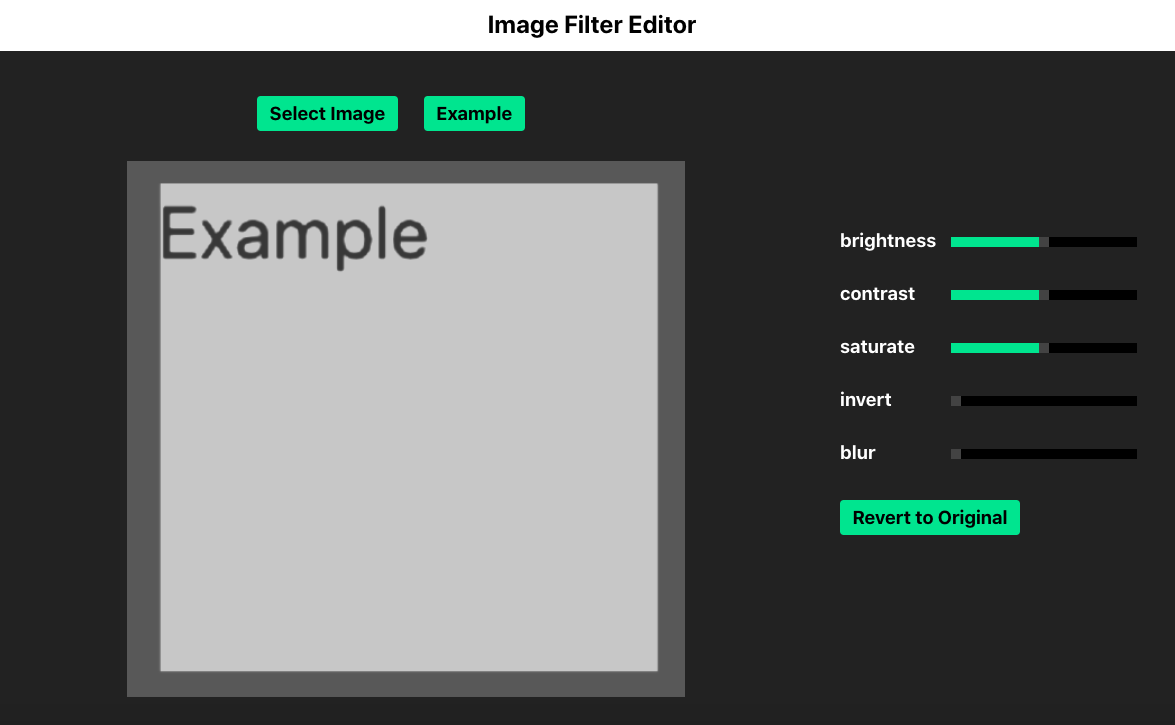 Image Filter Editor
Select Image
Example
Example
brightness
contrast
saturate
invert
blur
Revert to Original